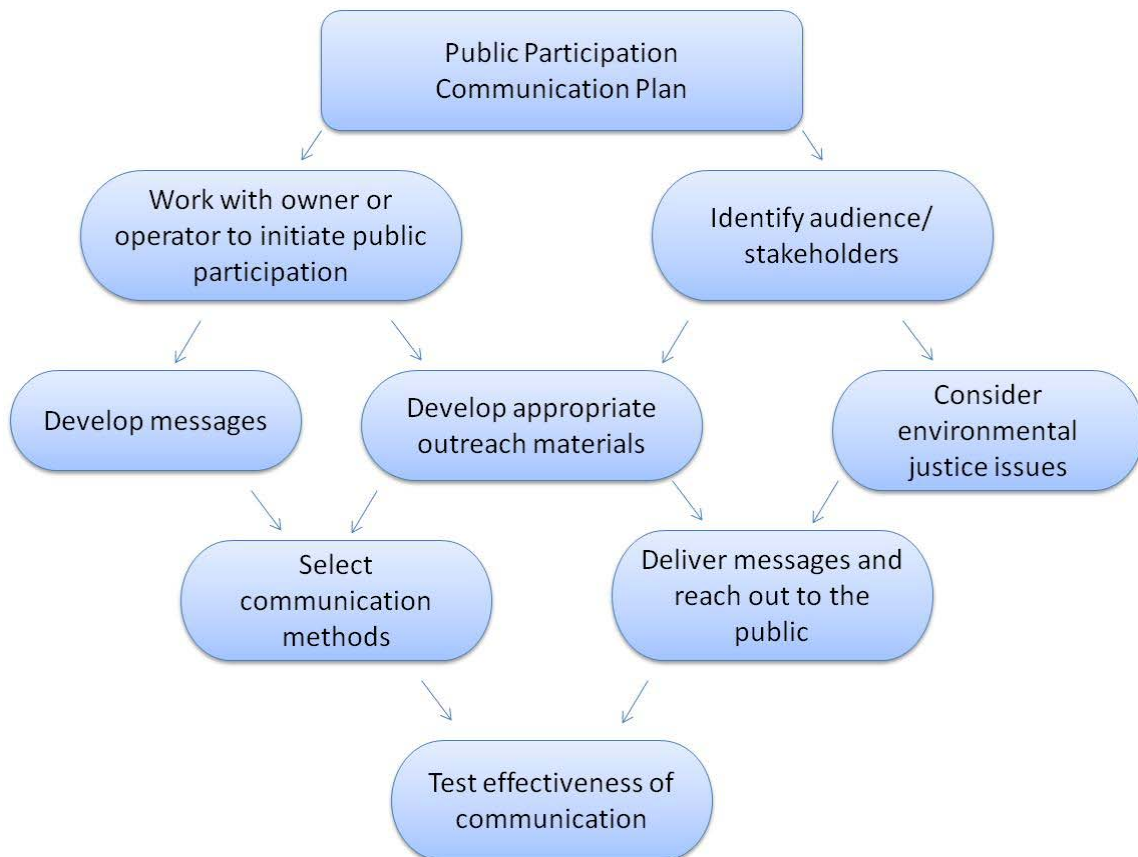 Public Participation
Communication Plan
Work with owner or
operator to initiate public
participation
Identify audience/
stakeholders
Develop messages
Develop appropriate
outreach materials
Consider
environmental
justice issues
Select
communication
methods
Deliver messages and
reach out to the
public
Test effectiveness of
communication